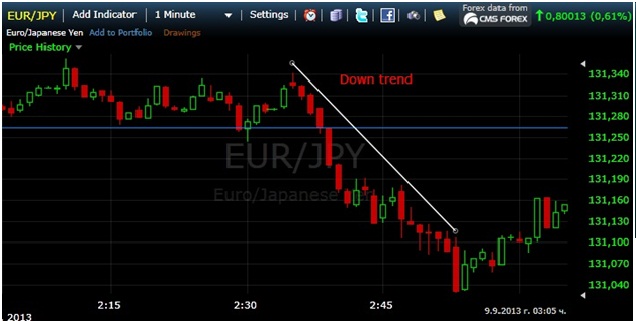 EUR/JPY Add Indicator 1 Minute Settings Forex data from CMS FOREX 0,80013 (0,61%)
Euro/Japanese Yen Add to Portfolio Drawings
Price History
Down trend
EUR/JPY
Euro/Japanese Yen
131,340
131,310
131,280
131,250
131,220
131,190
131,160
131,130
131,100
131,070
131,040
2:15 2:30 2:45 9.9.2013 г. 03:05 ч.
2013